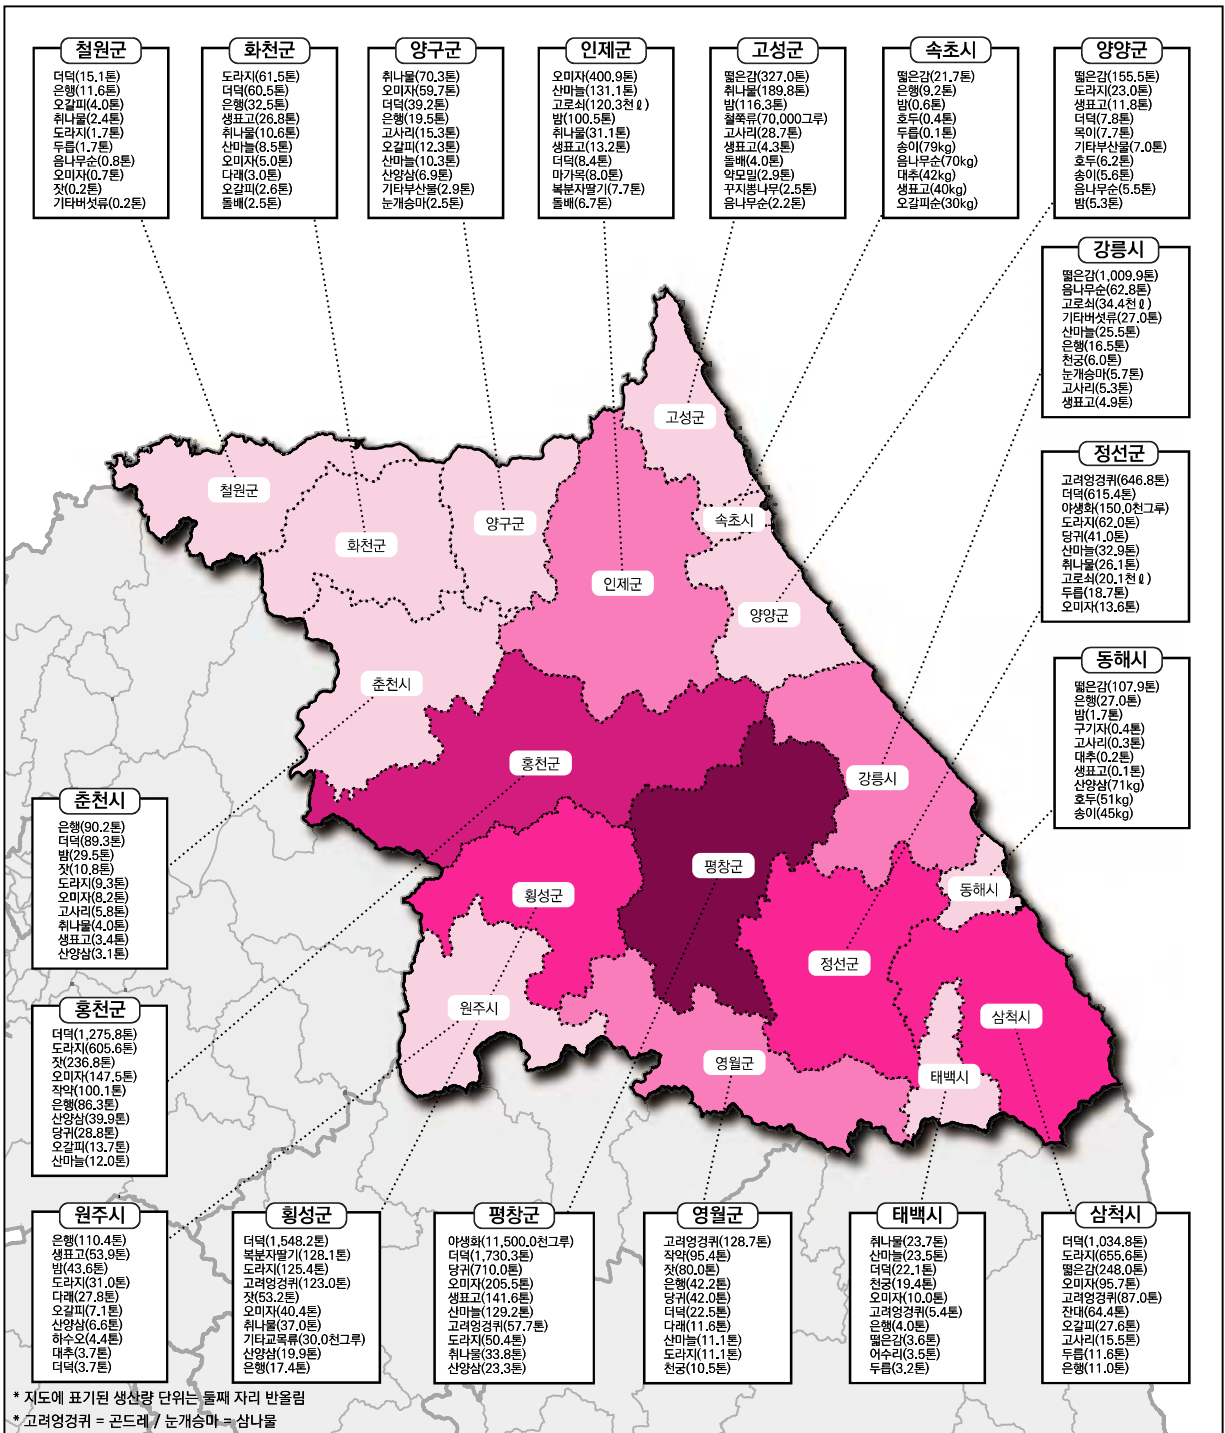 철원군
더덕(15.1톤)
은행(11.6톤)
오갈피(4.0톤)
취나물(2.4톤)
도라지(1.7톤)
두릅(1.7톤)
음나무순(0.8톤)
오미자(0.7톤)
잣(0.2톤)
기타버섯류(0.2톤)
화천군
도라지(61.5톤)
더덕(60.5톤)
은행(32.5톤)
생표고(26.8톤)
취나물(10.6톤)
산마늘(8.5톤)
오미자(5.0톤)
다래(3.0톤)
오갈피(2.6톤)
돌배(2.5톤)
양구군
취나물(70.3톤)
오미자(59.7톤)
더덕(39.2톤)
은행(19.5톤)
고사리(15.3톤)
오갈피(12.3톤)
산마늘(10.3톤)
산양삼(6.9톤)
기타부산물(2.9톤)
눈개승마(2.5톤)
인제군
오미자(400.9톤)
산마늘(131.1톤)
고로쇠(120.3천ℓ)
밤(100.5톤)
취나물(31.1톤)
생표고(13.2톤)
더덕(8.4톤)
마가목(8.0톤)
복분자딸기(7.7톤)
돌배(6.7톤)
고성군
떫은감(327.0톤)
취나물(189.8톤)
밤(116.3톤)
철쭉류(70,000그루)
고사리(28.7톤)
생표고(4.3톤)
돌배(4.0톤)
약모밀(2.9톤)
꾸지뽕나무(2.5톤)
음나무순(2.2톤)
속초시
떫은감(21.7톤)
은행(9.2톤)
밤(0.6톤)
호두(0.4톤)
두릅(0.1톤)
송이(79kg)
음나무순(70kg)
대추(42kg)
생표고(40kg)
오갈피순(30kg)
양양군
떫은감(155.5톤)
도라지(23.0톤)
생표고(11.8톤)
더덕(7.8톤)
목이(7.7톤)
기타부산물(7.0톤)
호두(6.2톤)
송이(5.6톤)
음나무순(5.5톤)
밤(5.3톤)
강릉시
떫은감(1,009.9톤)
음나무순(62.8톤)
고로쇠(34.4천ℓ)
기타버섯류(27.0톤)
산마늘(25.5톤)
은행(16.5톤)
천궁(6.0톤)
눈개승마(5.7톤)
고사리(5.3톤)
생표고(4.9톤)
정선군
고려엉겅퀴(646.8톤)
더덕(615.4톤)
야생화(150.0천그루)
도라지(62.0톤)
당귀(41.0톤)
산마늘(32.9톤)
취나물(26.1톤)
고로쇠(20.1천ℓ)
두릅(18.7톤)
오미자(13.6톤)
동해시
떫은감(107.9톤)
은행(27.0톤)
밤(1.7톤)
구기자(0.4톤)
고사리(0.3톤)
대추(0.2톤)
생표고(0.1톤)
산양삼(71kg)
호두(51kg)
송이(45kg)
고성군
철원군
화천군
양구군
속초시
인제군
양양군
춘천시
홍천군
강릉시
평창군
횡성군
동해시
정선군
원주시
삼척시
영월군
태백시
춘천시
은행(90.2톤)
더덕(89.3톤)
밤(29.5톤)
잣(10.8톤)
도라지(9.3톤)
오미자(8.2톤)
고사리(5.8톤)
취나물(4.0톤)
생표고(3.4톤)
산양삼(3.1톤)
홍천군
더덕(1,275.8톤)
도라지(605.6톤)
잣(236.8톤)
오미자(147.5톤)
작약(100.1톤)
은행(86.3톤)
산양삼(39.9톤)
당귀(28.8톤)
오갈피(13.7톤)
산마늘(12.0톤)
원주시
은행(110.4톤)
생표고(53.9톤)
밤(43.6톤)
도라지(31.0톤)
다래(27.8톤)
오갈피(7.1톤)
산양삼(6.6톤)
하수오(4.4톤)
대추(3.7톤)
더덕(3.7톤)
횡성군
더덕(1,548.2톤)
복분자딸기(128.1톤)
도라지(125.4톤)
고려엉겅퀴(123.0톤)
잣(53.2톤)
오미자(40.4톤)
취나물(37.0톤)
기타교목류(30.0천그루)
산양삼(19.9톤)
은행(17.4톤)
평창군
야생화(11,500.0천그루)
더덕(1,730.3톤)
당귀(710.0톤)
오미자(205.5톤)
생표고(141.6톤)
산마늘(129.2톤)
고려엉겅퀴(57.7톤)
도라지(50.4톤)
취나물(33.8톤)
산양삼(23.3톤)
영월군
고려엉겅퀴(128.7톤)
작약(95.4톤)
잣(80.0톤)
은행(42.2톤)
당귀(42.0톤)
더덕(22.5톤)
다래(11.6톤)
산마늘(11.1톤)
도라지(11.1톤)
천궁(10.5톤)
태백시
취나물(23.7톤)
산마늘(23.5톤)
더덕(22.1톤)
천궁(19.4톤)
오미자(10.0톤)
고려엉겅퀴(5.4톤)
은행(4.0톤)
떫은감(3.6톤)
어수리(3.5톤)
두릅(3.2톤)
삼척시
더덕(1,034.8톤)
도라지(655.6톤)
떫은감(248.0톤)
오미자(95.7톤)
고려엉겅퀴(87.0톤)
잔대(64.4톤)
오갈피(27.6톤)
고사리(15.5톤)
두릅(11.6톤)
은행(11.0톤)
* 지도에 표기된 생산량 단위는 둘째 자리 반올림
* 고려엉겅퀴 = 곤드레 / 눈개승마 = 삼나물